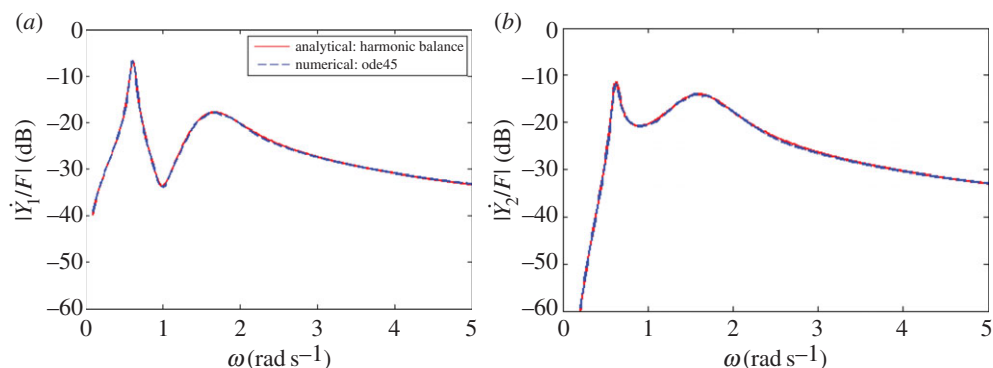 (a)
0
–10
–20
–30
–40
–50
–60
|Ẏ1/F| (dB)
analytical: harmonic balance
numerical: ode45
0 1 2 3 4 5
ω (rad s–1)
(b)
0
–10
–20
–30
–40
–50
–60
|Ẏ2/F| (dB)
0 1 2 3 4 5
ω (rad s–1)